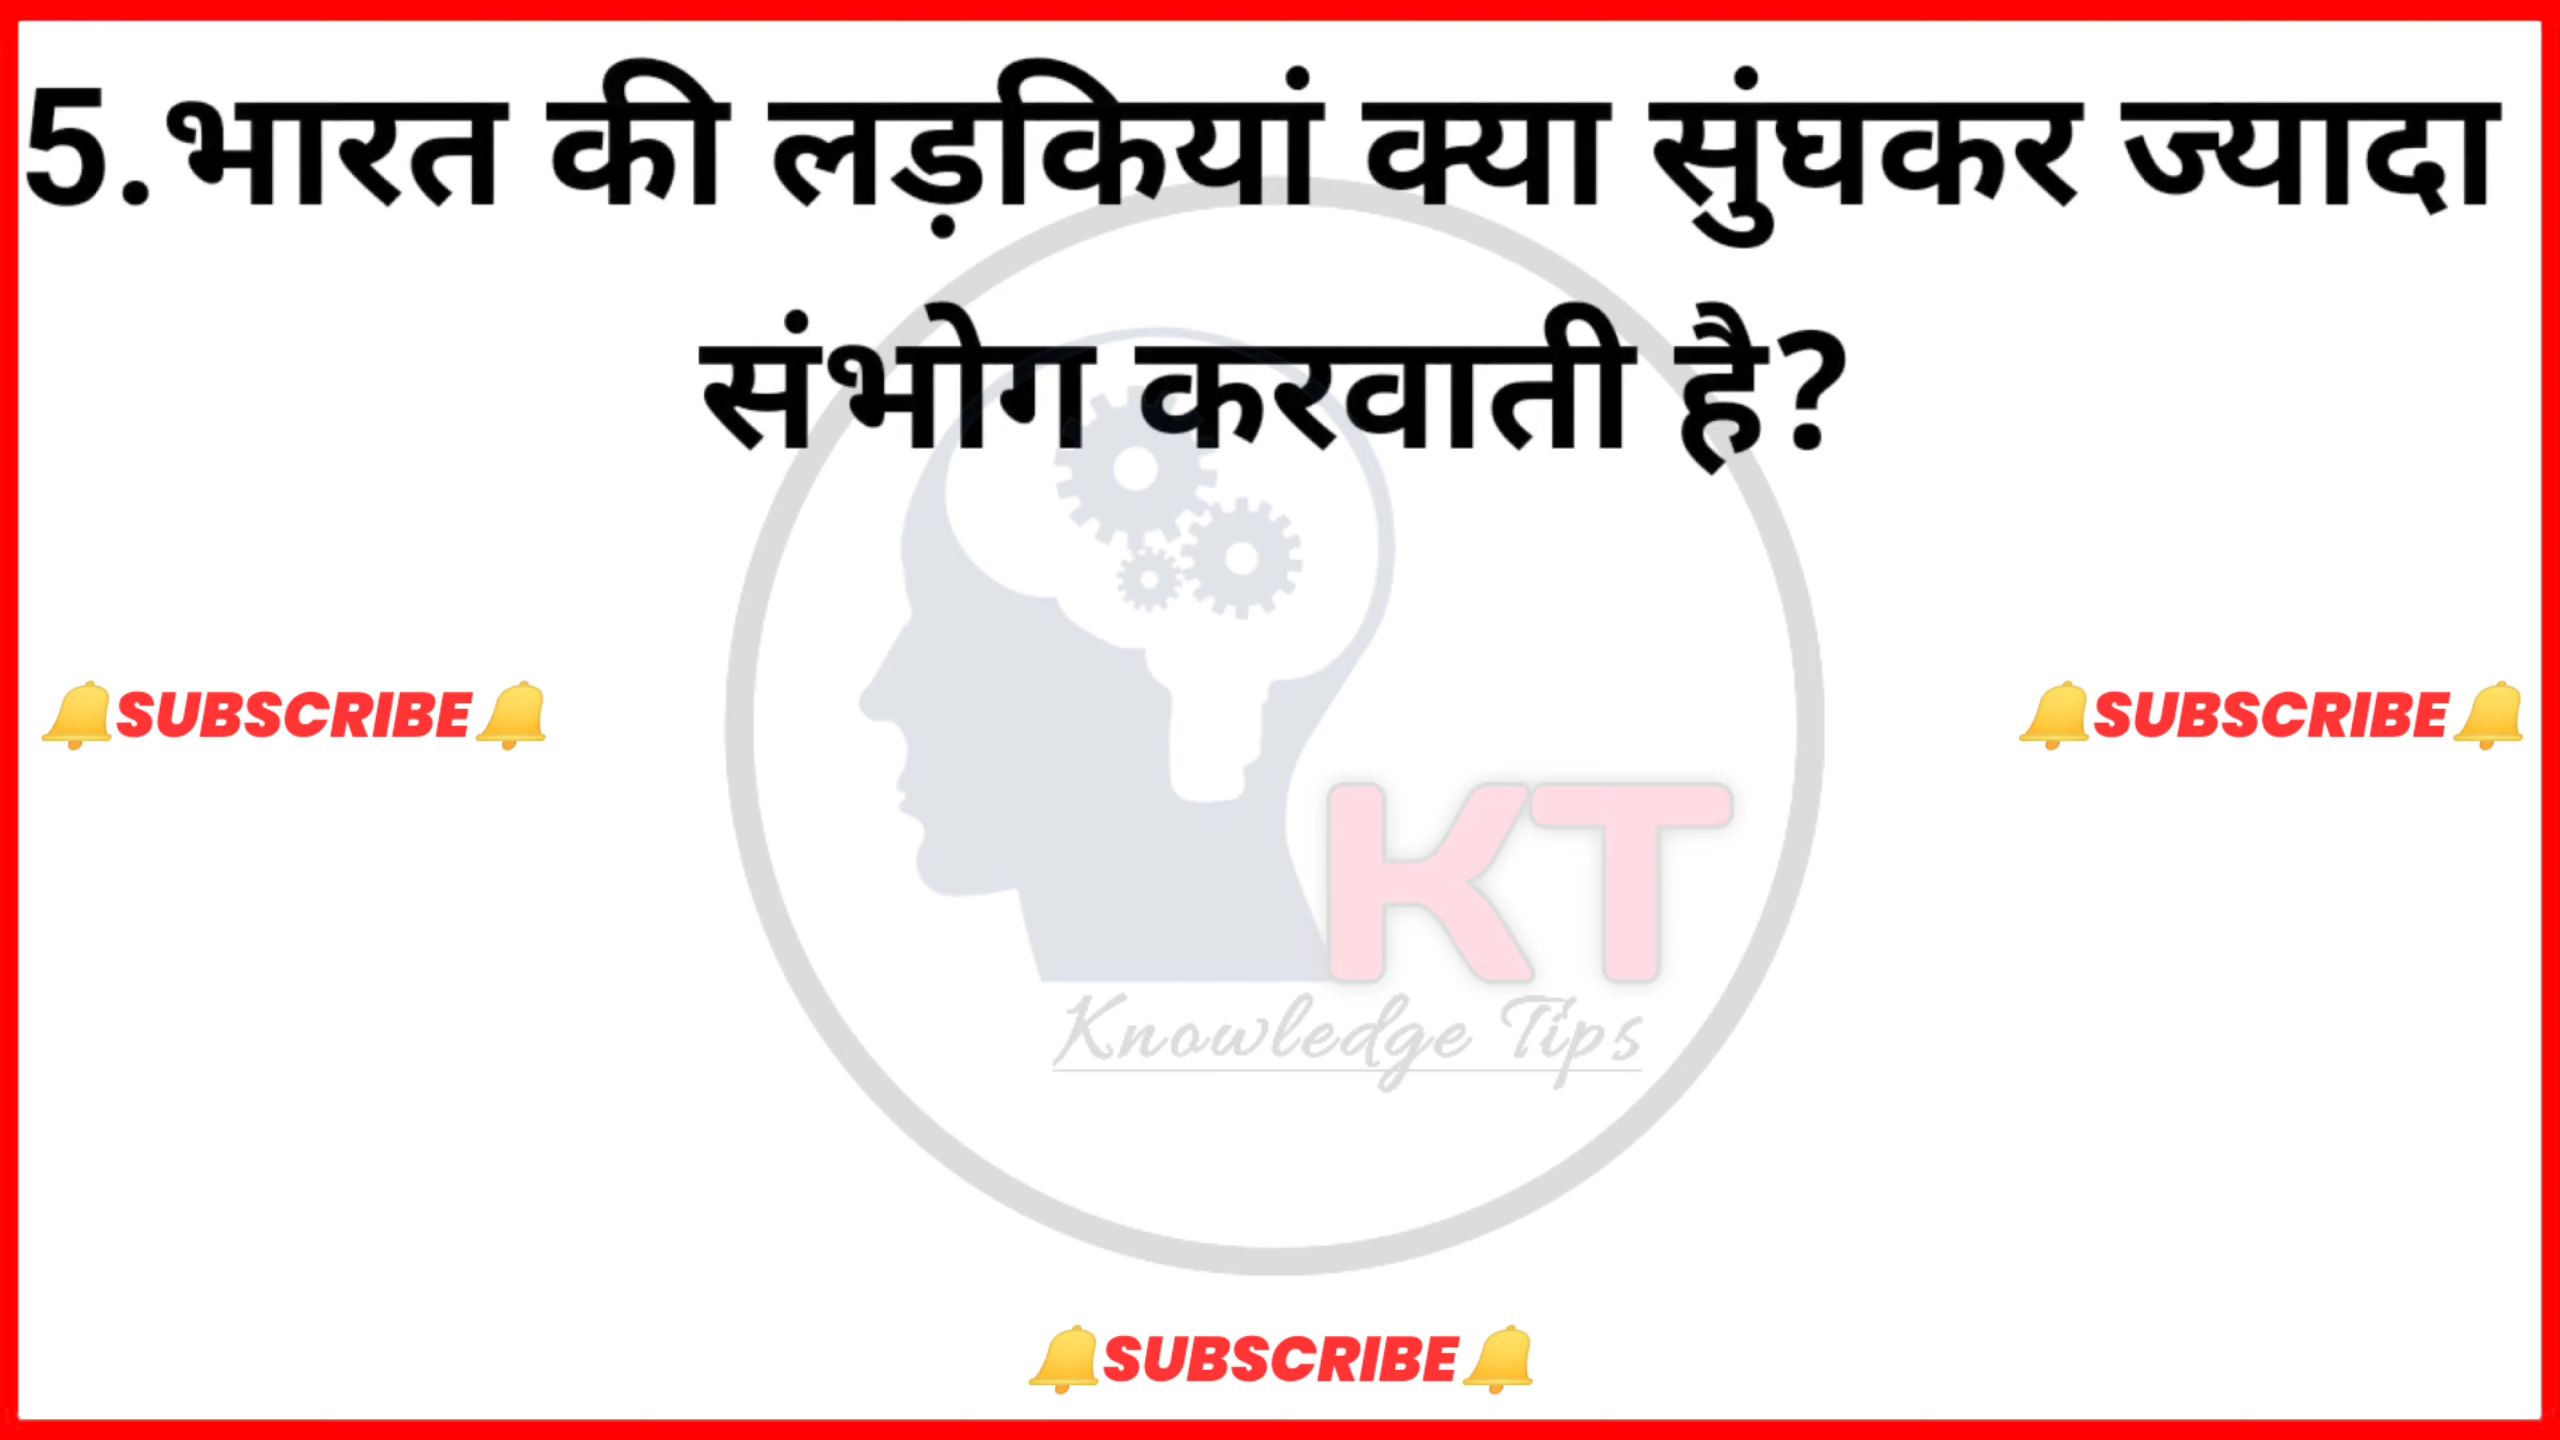 5.भारत की लड़कियां क्या सुंघकर ज्यादा
संभोग करवाती है?
🔔SUBSCRIBE🔔
🔔SUBSCRIBE🔔
KT
Knowledge Tips
🔔SUBSCRIBE🔔